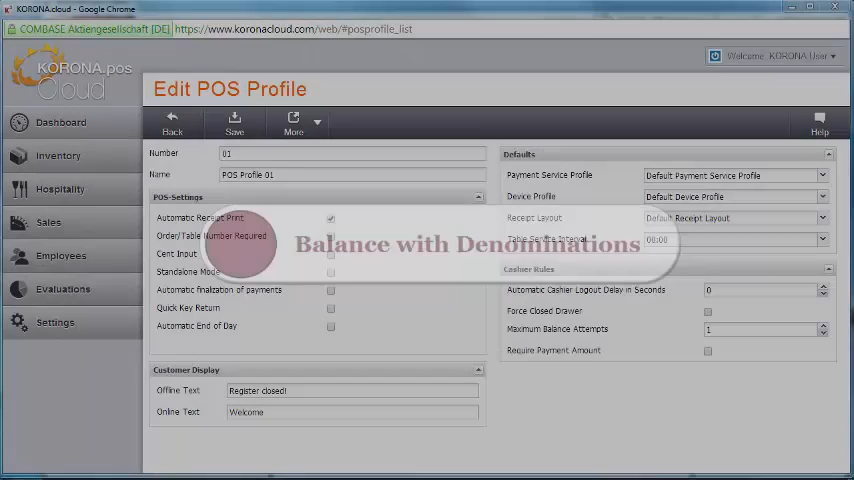 KORONA.cloud - Google Chrome
COMBASE Aktiengesellschaft [DE] https://www.koronacloud.com/web/#posprofile_list
KORONA.pos
Cloud
Welcome, KORONA User
Edit POS Profile
Back
Save
More
Help
Dashboard
Inventory
Hospitality
Sales
Employees
Evaluations
Settings
Number 01
Name POS Profile 01
POS-Settings
Automatic Receipt Print
Order/Table Number Required
Cent Input
Standalone Mode
Automatic finalization of payments
Quick Key Return
Automatic End of Day
Customer Display
Offline Text Register closed!
Online Text Welcome
Defaults
Payment Service Profile Default Payment Service Profile
Device Profile Default Device Profile
Receipt Layout Default Receipt Layout
Table Service Interval 08:00
Balance with Denominations
Cashier Rules
Automatic Cashier Logout Delay in Seconds 0
Force Closed Drawer
Maximum Balance Attempts 1
Require Payment Amount